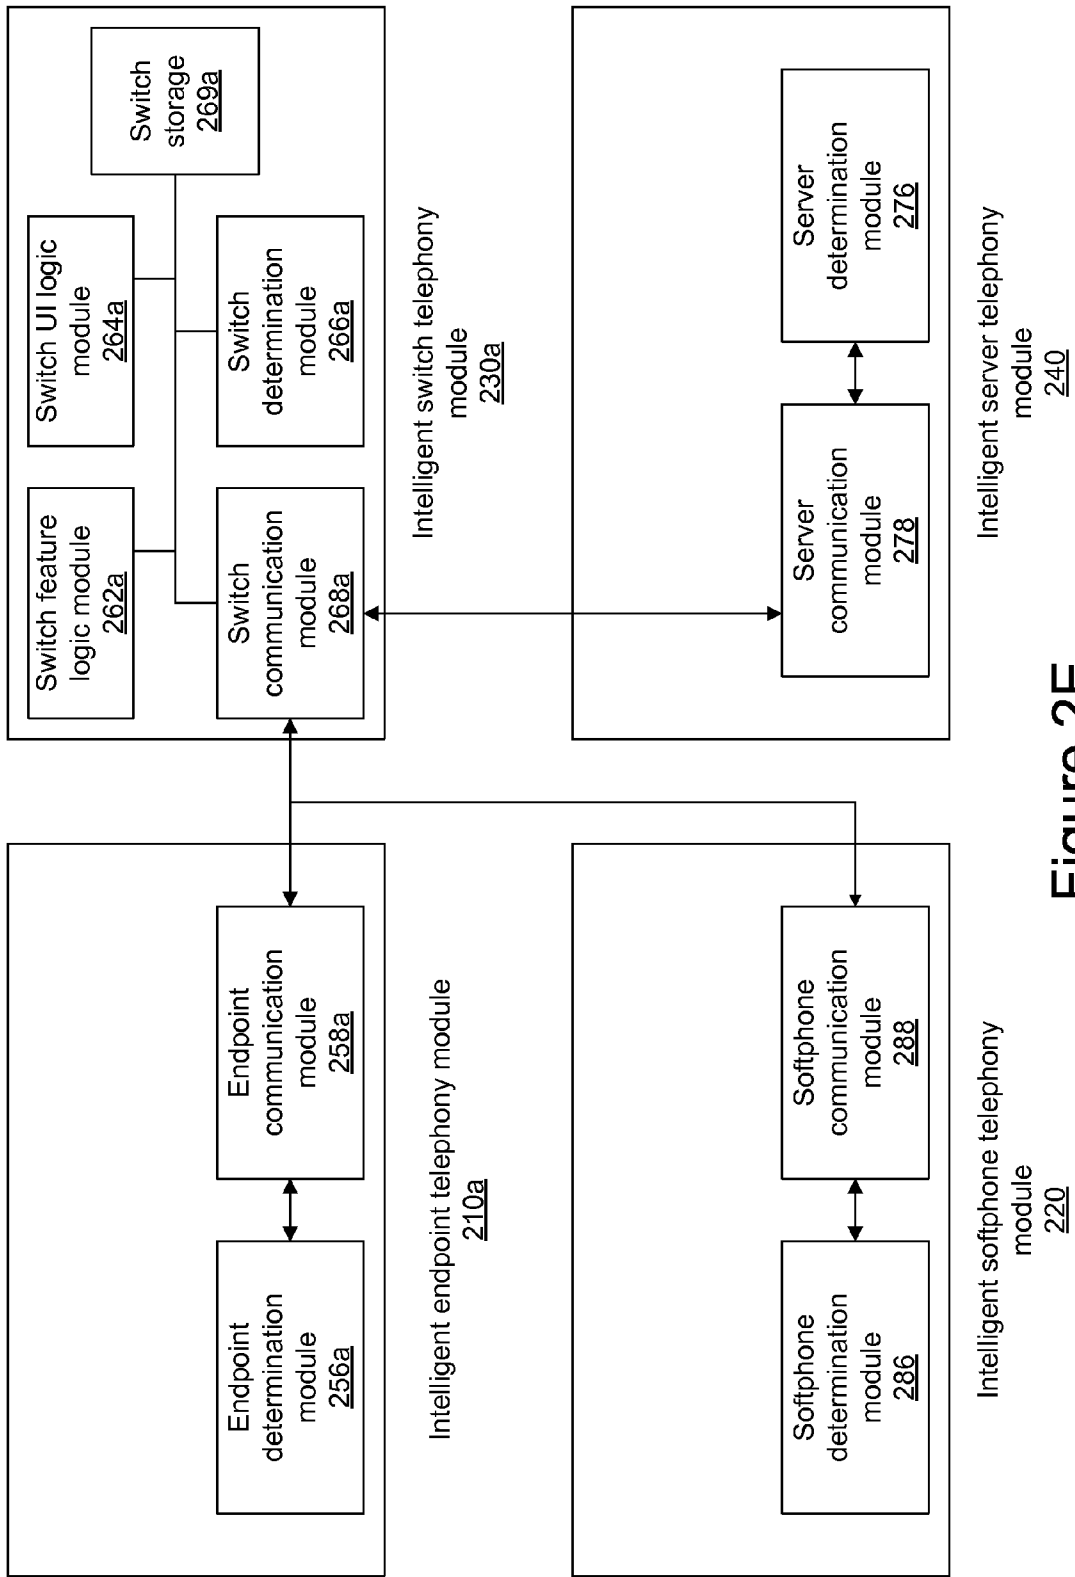 Endpoint
determination
module
256a
Endpoint
communication
module
258a
Intelligent endpoint telephony module
210a
Switch feature
logic module
262a
Switch UI logic
module
264a
Switch
storage
269a
Switch
communication
module
268a
Switch
determination
module
266a
Intelligent switch telephony
module
230a
Softphone
determination
module
286
Softphone
communication
module
288
Intelligent softphone telephony
module
220
Server
communication
module
278
Server
determination
module
276
Intelligent server telephony
module
240
Figure